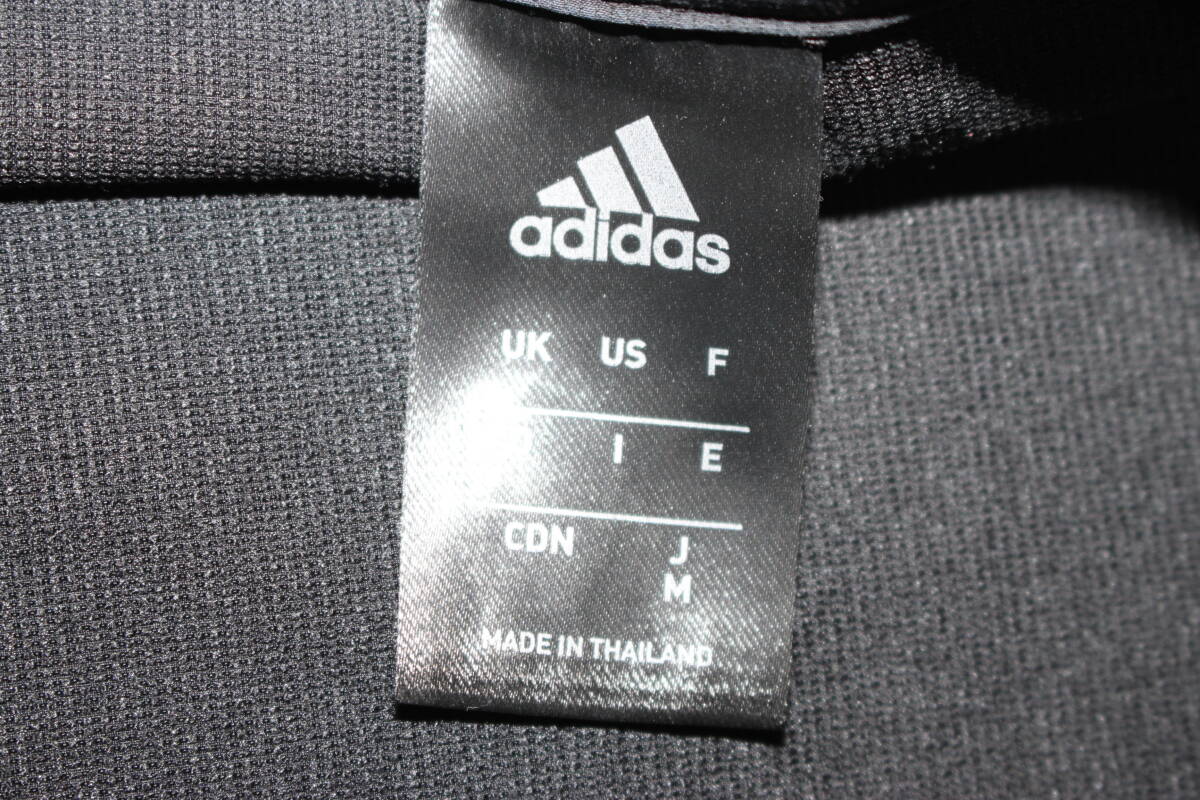 adidas
UK US F
I E
CDN J
M
MADE IN THAILAND